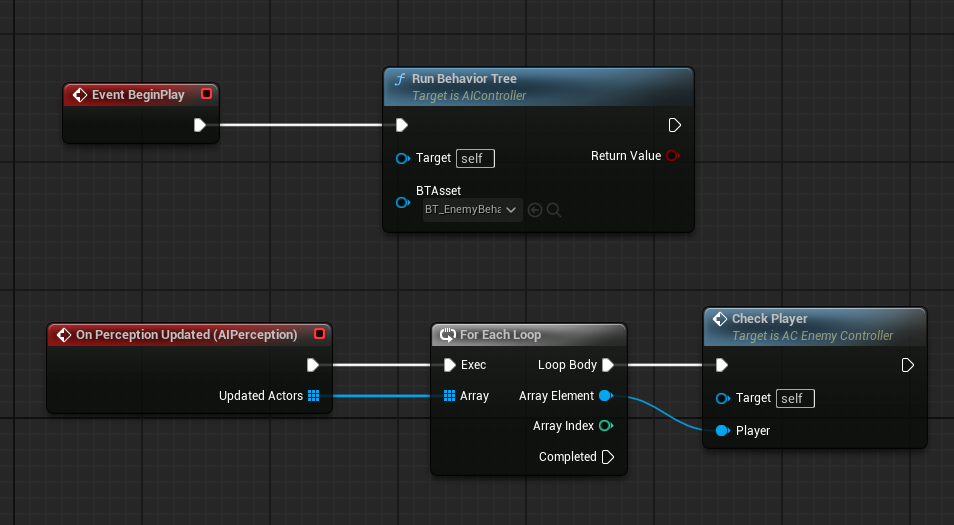 Event BeginPlay
Run Behavior Tree
Target is AIController
Target self
Return Value
BTAsset
BT_EnemyBeha
On Perception Updated (AIPerception)
Updated Actors
For Each Loop
Exec Loop Body
Array Array Element
Array Index
Completed
Check Player
Target is AC Enemy Controller
Target self
Player